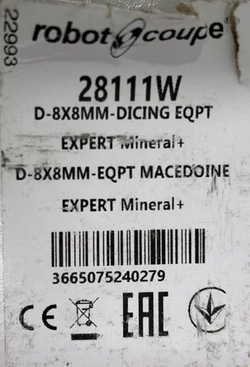 22993
robot coupe
28111W
D-8X8MM-DICING EQPT
EXPERT Mineral+
D-8X8MM-EQPT MACEDOINE
EXPERT Mineral+
3665075240279
CE EAC